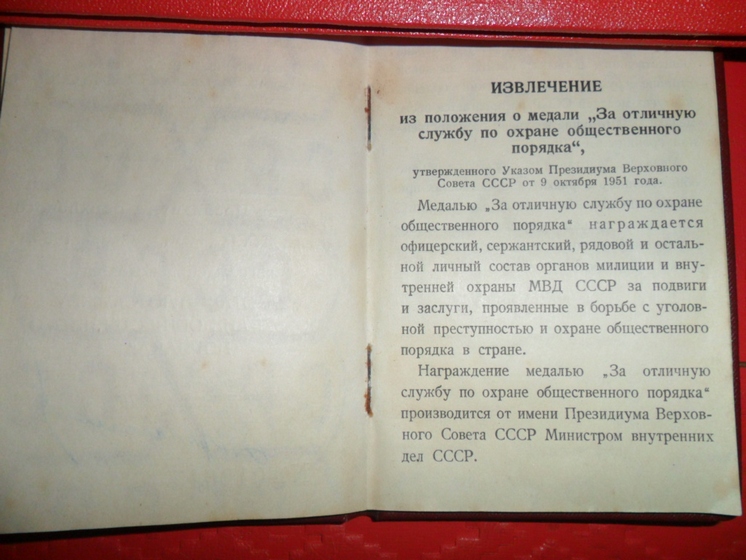 ИЗВЛЕЧЕНИЕ
из положения о медали „За отличную
службу по охране общественного
порядка“,
утвержденного Указом Президиума Верховного
Совета СССР от 9 октября 1951 года.
Медалью „За отличную службу по охране
общественного порядка“ награждается
офицерский, сержантский, рядовой и осталь-
ной личный состав органов милиции и вну-
тренней охраны МВД СССР за подвиги
и заслуги, проявленные в борьбе с уголов-
ной преступностью и охране общественного
порядка в стране.
Награждение медалью „За отличную
службу по охране общественного порядка“
производится от имени Президиума Верхов-
ного Совета СССР Министром внутренних
дел СССР.